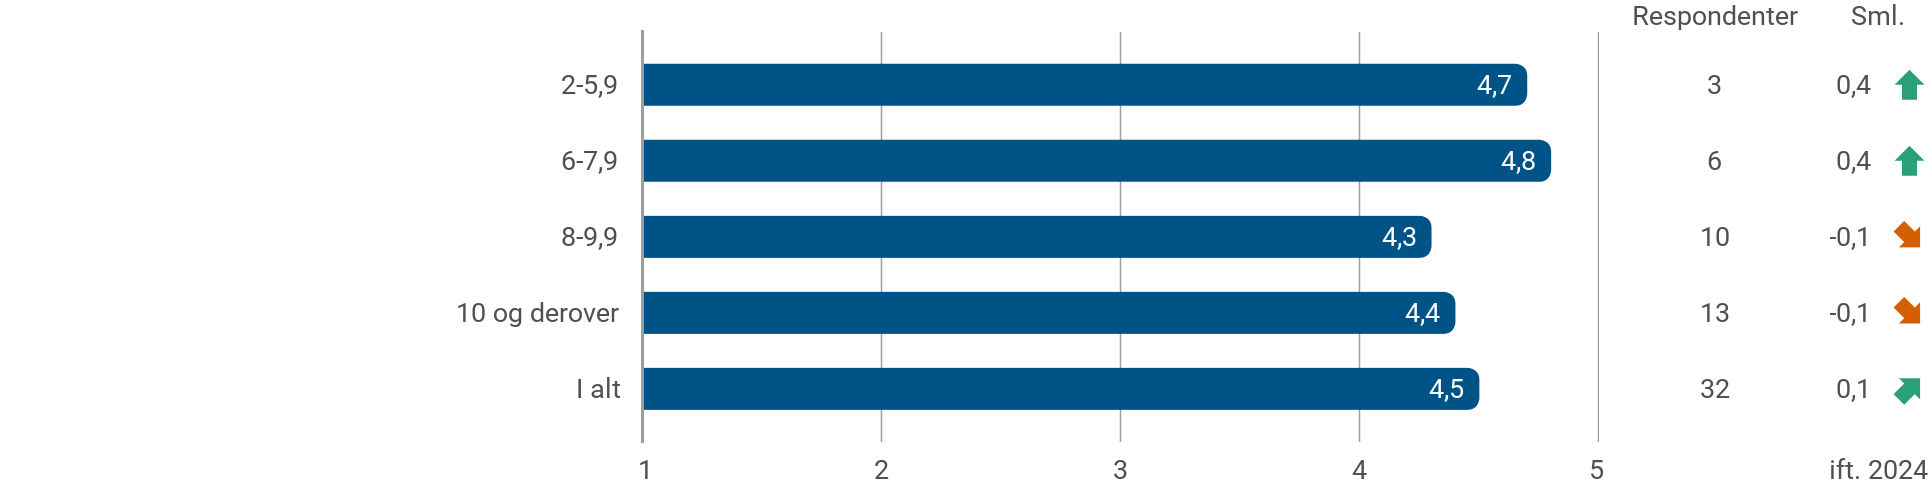 Respondenter Sml.
2-5,9 4,7 3 0,4
6-7,9 4,8 6 0,4
8-9,9 4,3 10 -0,1
10 og derover 4,4 13 -0,1
I alt 4,5 32 0,1
1 2 3 4 5 ift. 2024